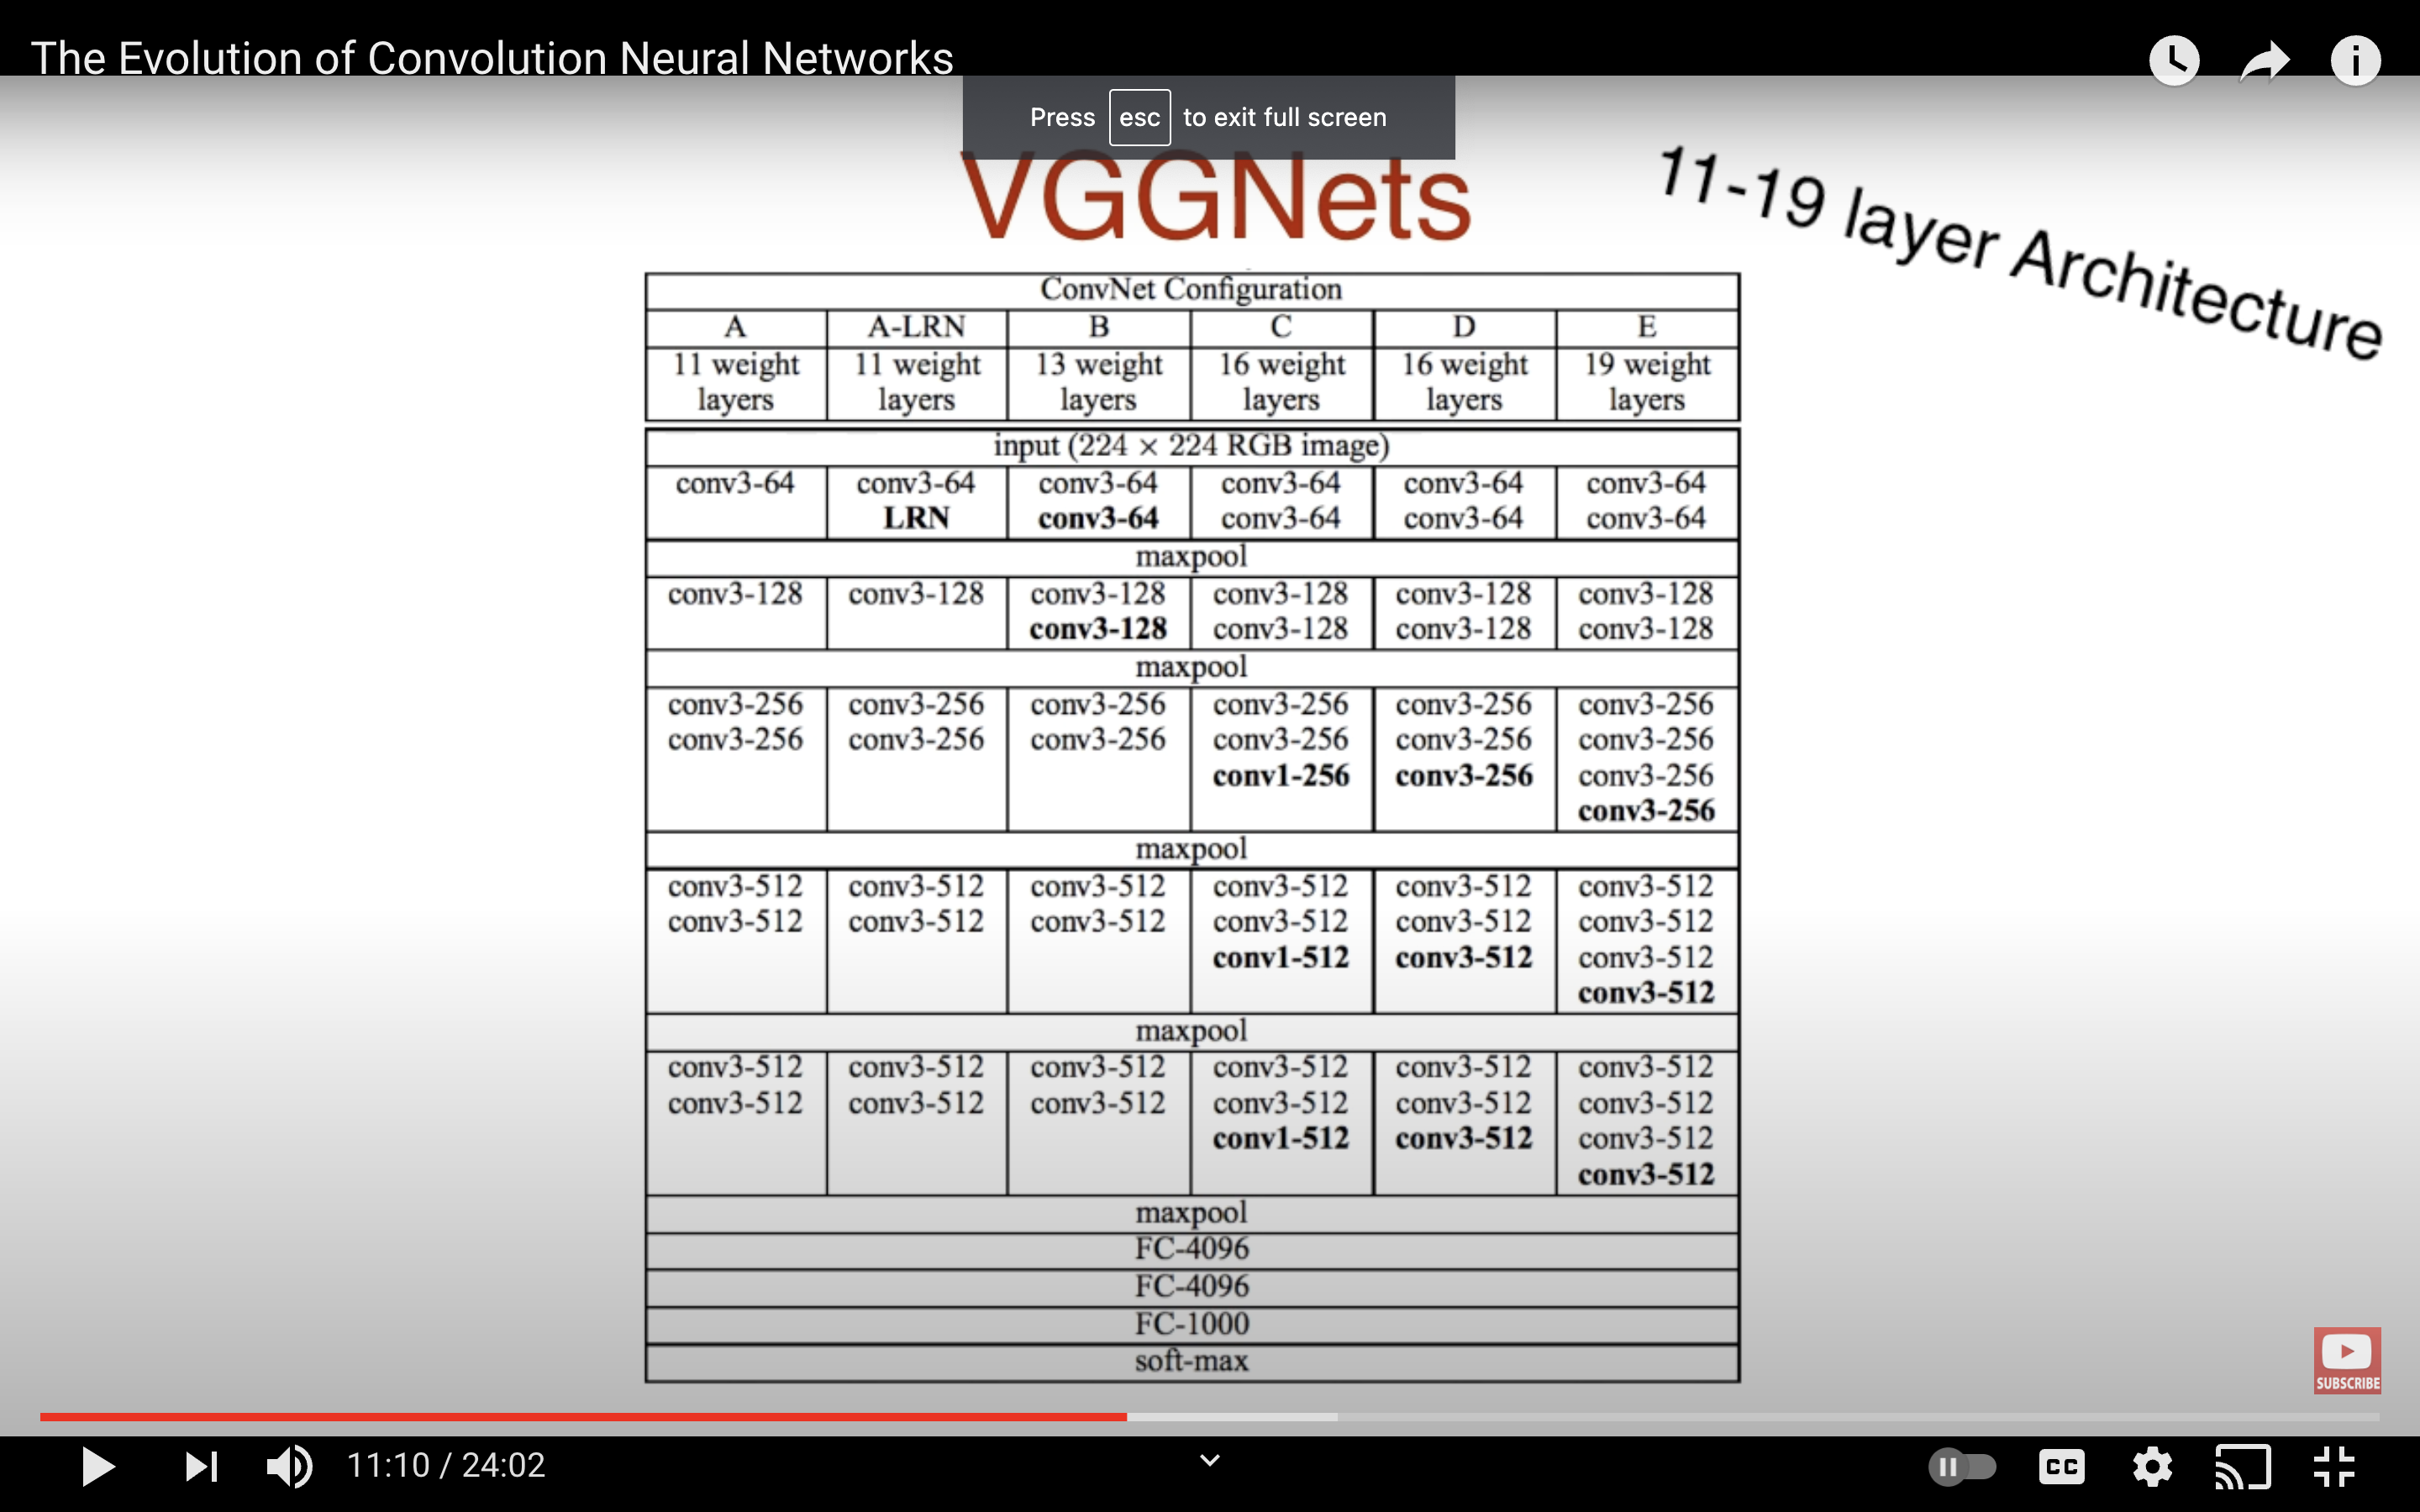 The Evolution of Convolution Neural Networks
Press esc to exit full screen
VGGNets
11-19 layer Architecture
ConvNet Configuration
A A-LRN B C D E
11 weight 11 weight 13 weight 16 weight 16 weight 19 weight
layers layers layers layers layers layers
input (224 × 224 RGB image)
conv3-64 conv3-64 conv3-64 conv3-64 conv3-64 conv3-64
LRN conv3-64 conv3-64 conv3-64 conv3-64
maxpool
conv3-128 conv3-128 conv3-128 conv3-128 conv3-128 conv3-128
conv3-128 conv3-128 conv3-128 conv3-128
maxpool
conv3-256 conv3-256 conv3-256 conv3-256 conv3-256 conv3-256
conv3-256 conv3-256 conv3-256 conv3-256 conv3-256 conv3-256
conv1-256 conv3-256 conv3-256
conv3-256
maxpool
conv3-512 conv3-512 conv3-512 conv3-512 conv3-512 conv3-512
conv3-512 conv3-512 conv3-512 conv3-512 conv3-512 conv3-512
conv1-512 conv3-512 conv3-512
conv3-512
maxpool
conv3-512 conv3-512 conv3-512 conv3-512 conv3-512 conv3-512
conv3-512 conv3-512 conv3-512 conv3-512 conv3-512 conv3-512
conv1-512 conv3-512 conv3-512
conv3-512
maxpool
FC-4096
FC-4096
FC-1000
soft-max
SUBSCRIBE
11:10 / 24:02
CC